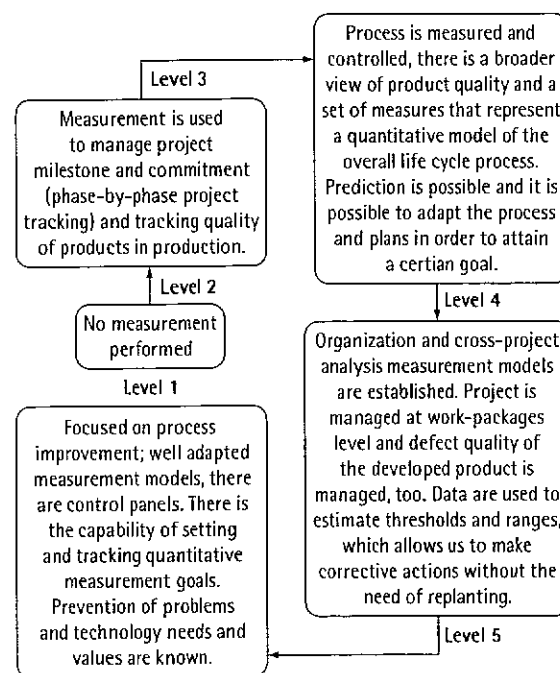 Level 3
Process is measured and
controlled, there is a broader
view of product quality and a
set of measures that represent
a quantitative model of the
overall life cycle process.
Prediction is possible and it is
possible to adapt the process
and plans in order to attain
a certian goal.
Measurement is used
to manage project
milestone and commitment
(phase-by-phase project
tracking) and tracking quality
of products in production.
Level 2
No measurement
performed
Level 1
Level 4
Organization and cross-project
analysis measurement models
are established. Project is
managed at work-packages
level and defect quality of
the developed product is
managed, too. Data are used to
estimate thresholds and ranges,
which allows us to make
corrective actions without the
need of replanting.
Level 5
Focused on process
improvement; well adapted
measurement models, there
are control panels. There is
the capability of setting
and tracking quantitative
measurement goals.
Prevention of problems
and technology needs and
values are known.